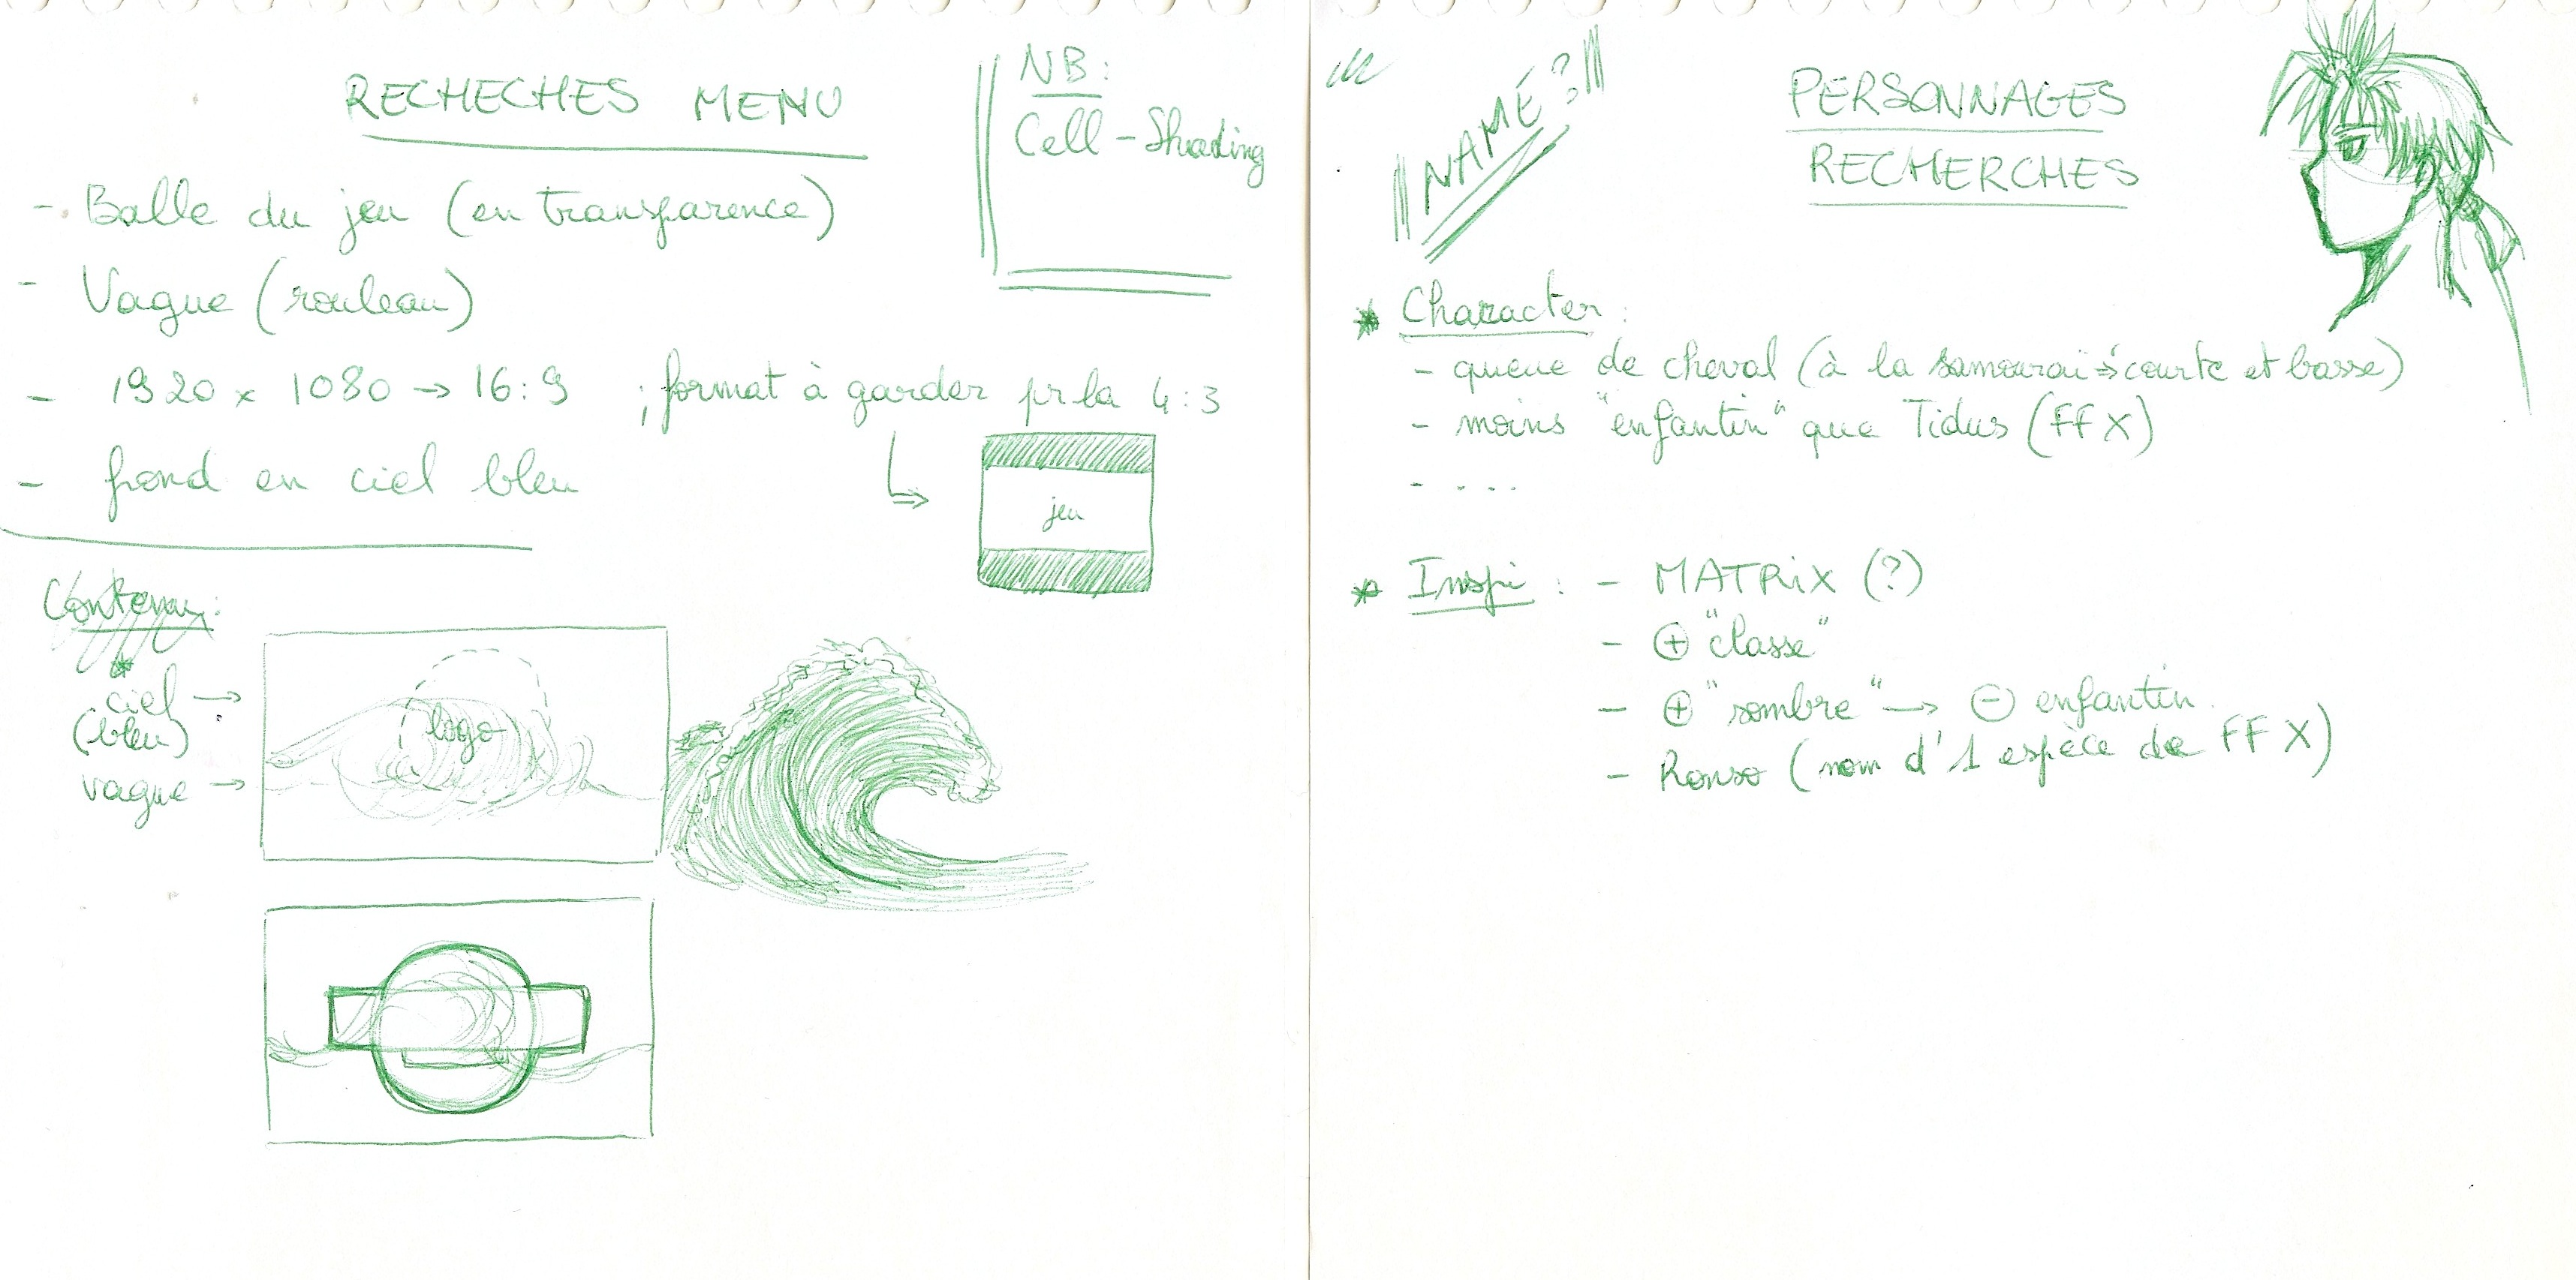 RECHECHES MENU
NB:
Cell-Shading
- Balle du jeu (en transparence)
- Vague (rouleau)
- 1920 x 1080 → 16:9 ; format à garder pr la 4:3
jeu
- fond en ciel bleu
Contenu:
ciel →
(bleu)
vague →
logo
NAME?
PERSONNAGES
RECHERCHES
* Character:
- queue de cheval (à la samouraï → courte et basse)
- moins "enfantin" que Tidus (FFX)
- ....
* Inspi : - MATRiX (?)
- ⊕ "classe"
- ⊕ "sombre" → ⊖ enfantin
- Ronso (nom d'1 espèce de FFX)